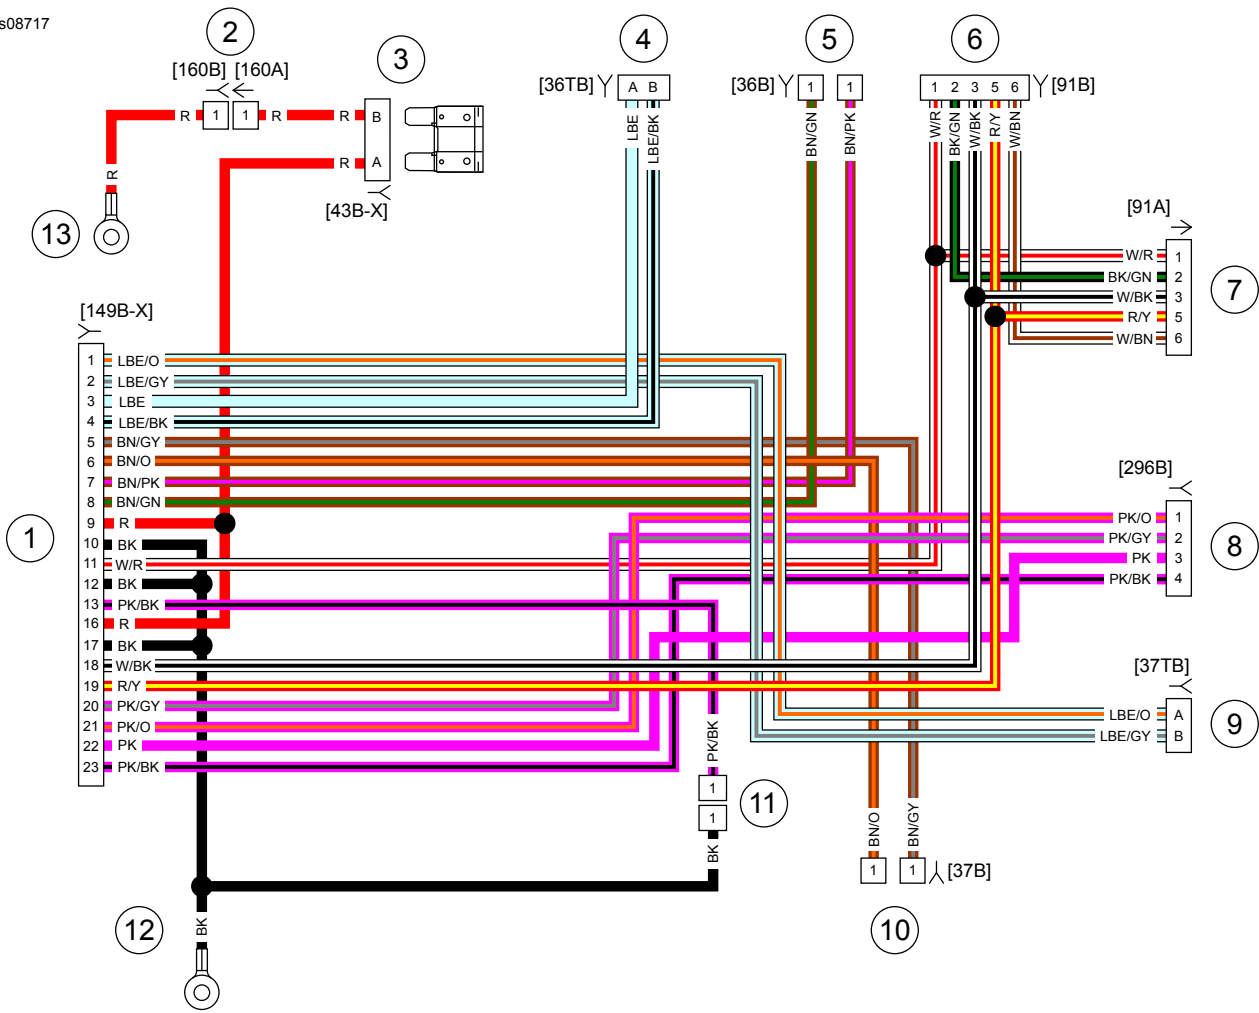 s08717
2
3
4
5
6
[160B] [160A]
[36TB]
[36B]
[91B]
A B
1
1
1 2 3 5 6
R 1 1 R R B
R A
[43B-X]
R
13
LBE
LBE/BK
BN/GN
BN/PK
W/R
BK/GN
W/BK
R/Y
W/BN
[91A]
W/R 1
BK/GN 2
W/BK 3
R/Y 5
W/BN 6
7
[149B-X]
1 LBE/O
2 LBE/GY
3 LBE
4 LBE/BK
5 BN/GY
6 BN/O
7 BN/PK
8 BN/GN
9 R
10 BK
11 W/R
12 BK
13 PK/BK
16 R
17 BK
18 W/BK
19 R/Y
20 PK/GY
21 PK/O
22 PK
23 PK/BK
1
[296B]
PK/O 1
PK/GY 2
PK 3
PK/BK 4
8
[37TB]
LBE/O A
LBE/GY B
9
PK/BK
1
1
BK
11
BN/O
BN/GY
1
1
[37B]
10
BK
12